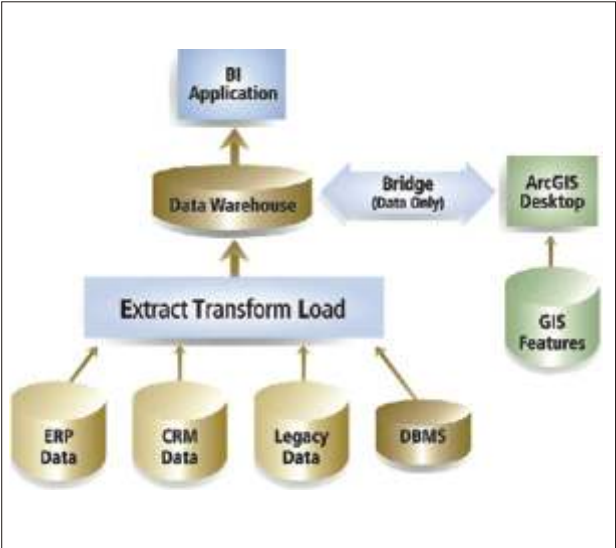 BI
Application
Data Warehouse
Bridge
(Data Only)
ArcGIS
Desktop
Extract Transform Load
GIS
Features
ERP
Data
CRM
Data
Legacy
Data
DBMS